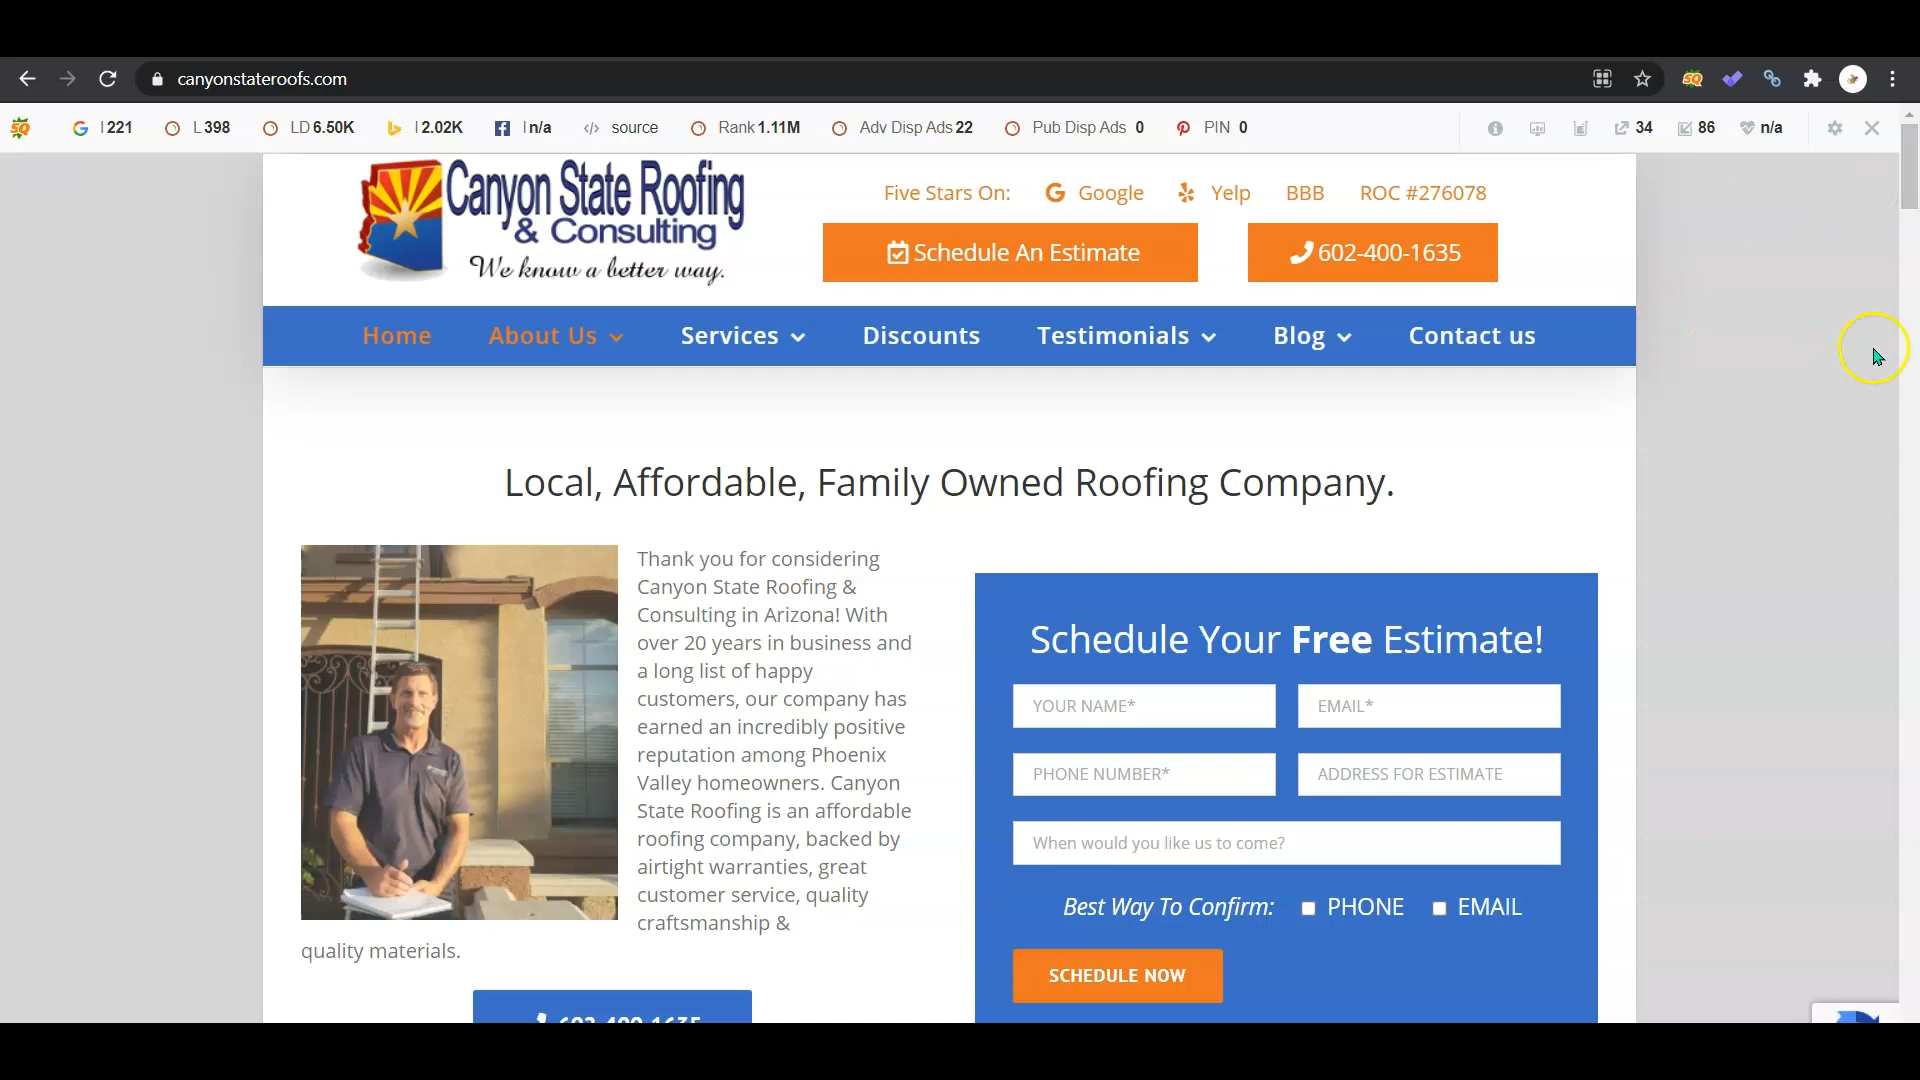 canyonstateroofs.com
SQ
SQ
I 221
L 398
LD 6.50K
I 2.02K
I n/a
</> source
Rank 1.11M
Adv Disp Ads 22
Pub Disp Ads 0
PIN 0
34
86
n/a
Canyon State Roofing
& Consulting
We know a better way.
Five Stars On: Google Yelp BBB ROC #276078
Schedule An Estimate
602-400-1635
Home About Us Services Discounts Testimonials Blog Contact us
Local, Affordable, Family Owned Roofing Company.
Thank you for considering
Canyon State Roofing &
Consulting in Arizona! With
over 20 years in business and
a long list of happy
customers, our company has
earned an incredibly positive
reputation among Phoenix
Valley homeowners. Canyon
State Roofing is an affordable
roofing company, backed by
airtight warranties, great
customer service, quality
craftsmanship &
quality materials.
602-400-1635
Schedule Your Free Estimate!
YOUR NAME*
EMAIL*
PHONE NUMBER*
ADDRESS FOR ESTIMATE
When would you like us to come?
Best Way To Confirm: PHONE EMAIL
SCHEDULE NOW